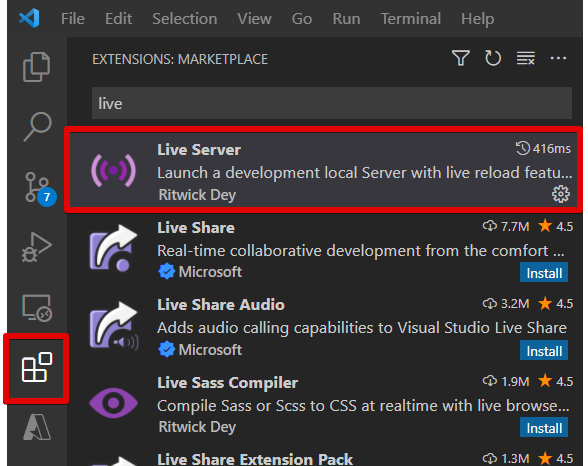 File Edit Selection View Go Run Terminal Help
EXTENSIONS: MARKETPLACE
live
Live Server 416ms
Launch a development local Server with live reload featu...
Ritwick Dey
7
Live Share 7.7M 4.5
Real-time collaborative development from the comfort ...
Microsoft Install
Live Share Audio 3.2M 4.5
Adds audio calling capabilities to Visual Studio Live Share
Microsoft Install
Live Sass Compiler 1.9M 4.5
Compile Sass or Scss to CSS at realtime with live browse...
Ritwick Dey Install
Live Share Extension Pack 1.3M 4.5